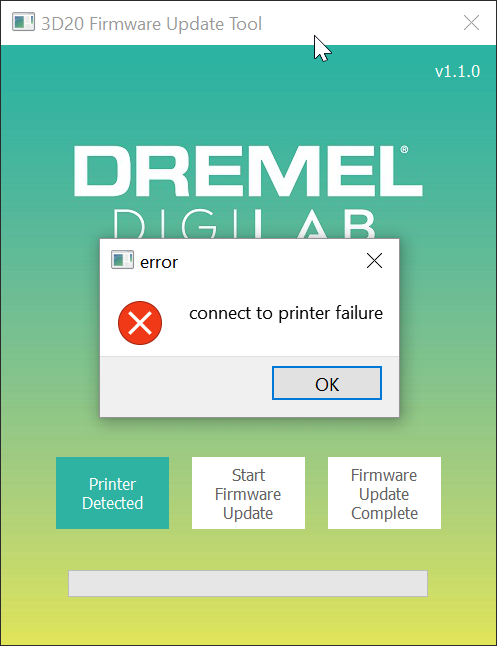 3D20 Firmware Update Tool
v1.1.0
DREMEL®
DIGILAB
error
connect to printer failure
OK
Printer
Detected
Start
Firmware
Update
Firmware
Update
Complete